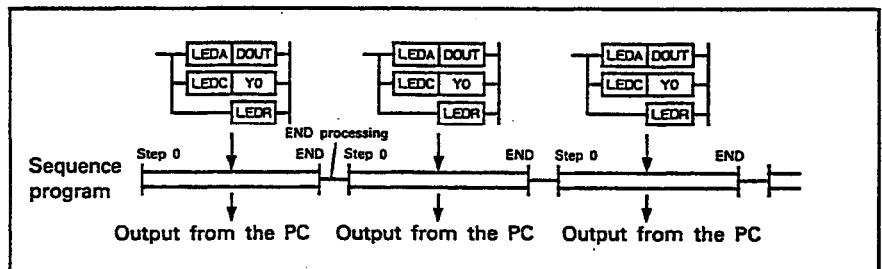 LEDA DOUT LEDA DOUT LEDA DOUT
LEDC Y0 LEDC Y0 LEDC Y0
LEDR LEDR LEDR
END processing
Step 0 END Step 0 END Step 0 END
Sequence
program
Output from the PC Output from the PC Output from the PC